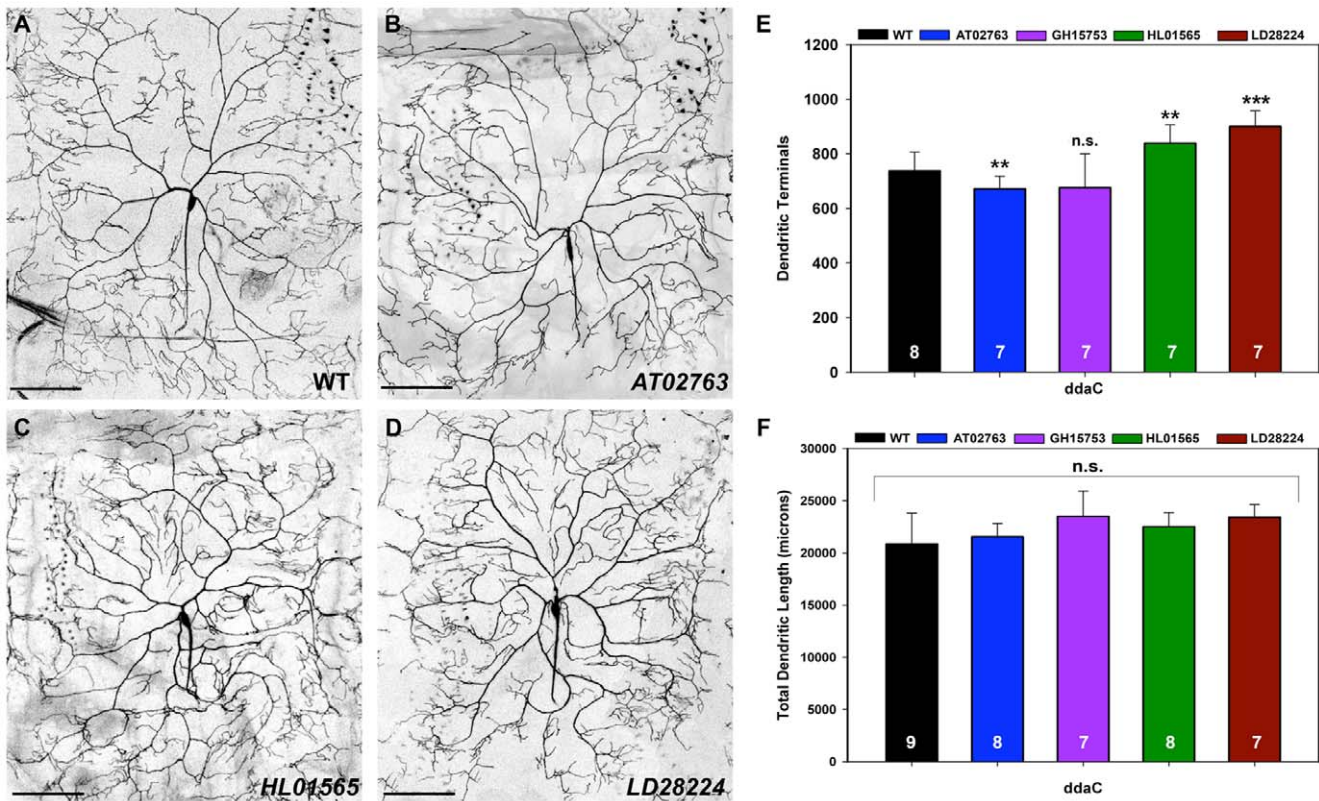 A
WT
B
AT02763
C
HL01565
D
LD28224
E
WT AT02763 GH15753 HL01565 LD28224
Dendritic Terminals
1200
1000
800
600
400
200
0
** n.s. ** ***
8 7 7 7 7
ddaC
F
WT AT02763 GH15753 HL01565 LD28224
Total Dendritic Length (microns)
30000
25000
20000
15000
10000
5000
0
n.s.
9 8 7 8 7
ddaC